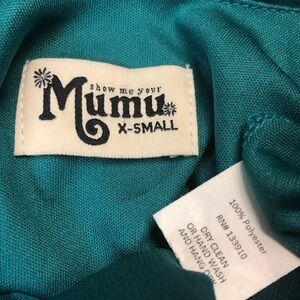 show me your
Mumu
X-SMALL
100% Polyester
RN# 133910
DRY CLEAN
OR HAND WASH
AND HANG DRY